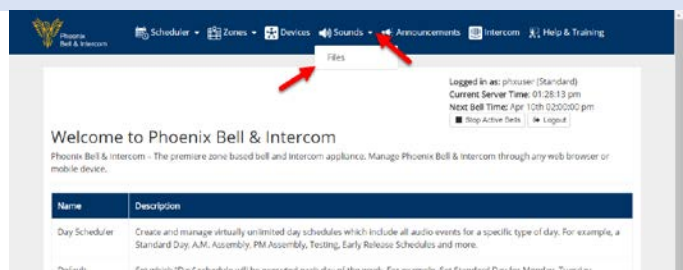 Phoenix
Bell & Intercom
Scheduler Zones Devices Sounds Announcements Intercom Help & Training
Files
Logged in as: phxuser (Standard)
Current Server Time: 01:28:13 pm
Next Bell Time: Apr 10th 02:00:00 pm
Stop Active Bells Logout
Welcome to Phoenix Bell & Intercom
Phoenix Bell & Intercom - The premiere zone based bell and intercom appliance. Manage Phoenix Bell & Intercom through any web browser or
mobile device.
Name Description
Day Scheduler Create and manage virtually unlimited day schedules which include all audio events for a specific type of day. For example, a
Standard Day, A.M. Assembly, PM Assembly, Testing, Early Release Schedules and more.